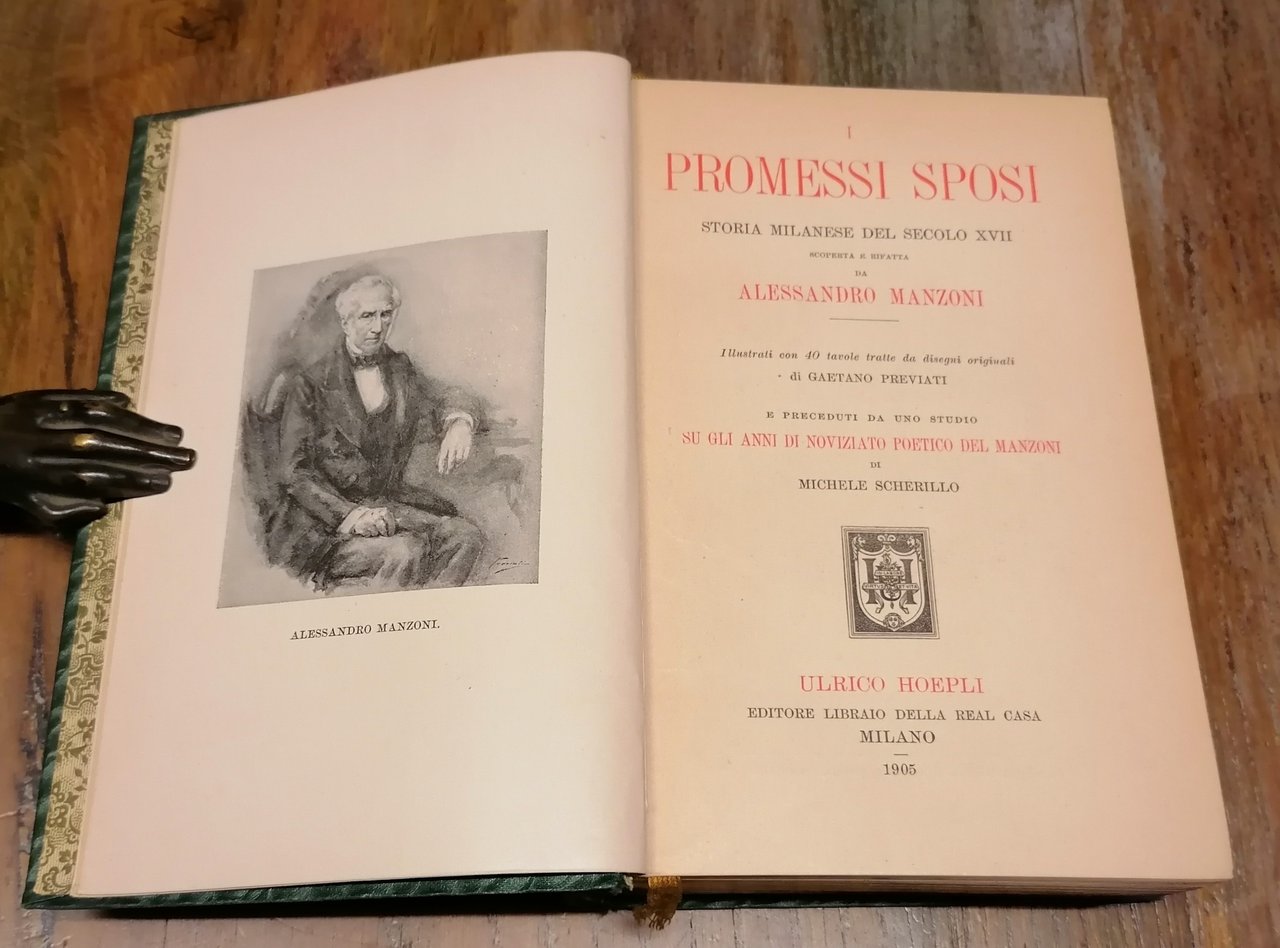 ALESSANDRO MANZONI.
I
PROMESSI SPOSI
STORIA MILANESE DEL SECOLO XVII
SCOPERTA E RIFATTA
DA
ALESSANDRO MANZONI
Illustrati con 40 tavole tratte da disegni originali
di GAETANO PREVIATI
E PRECEDUTI DA UNO STUDIO
SU GLI ANNI DI NOVIZIATO POETICO DEL MANZONI
DI
MICHELE SCHERILLO
ULRICO HOEPLI
EDITORE LIBRAIO DELLA REAL CASA
MILANO
1905